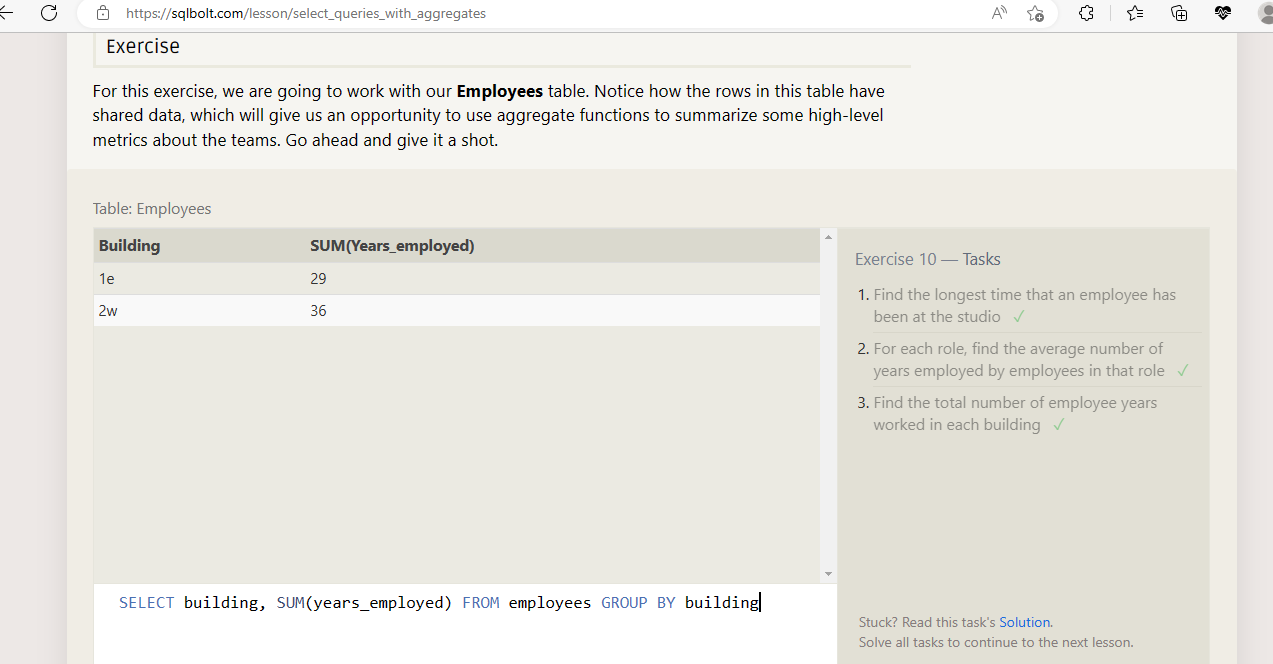 https://sqlbolt.com/lesson/select_queries_with_aggregates
Exercise
For this exercise, we are going to work with our Employees table. Notice how the rows in this table have
shared data, which will give us an opportunity to use aggregate functions to summarize some high-level
metrics about the teams. Go ahead and give it a shot.
Table: Employees
Building SUM(Years_employed)
1e 29
2w 36
SELECT building, SUM(years_employed) FROM employees GROUP BY building
Exercise 10 — Tasks
1. Find the longest time that an employee has
been at the studio ✓
2. For each role, find the average number of
years employed by employees in that role ✓
3. Find the total number of employee years
worked in each building ✓
Stuck? Read this task's Solution.
Solve all tasks to continue to the next lesson.